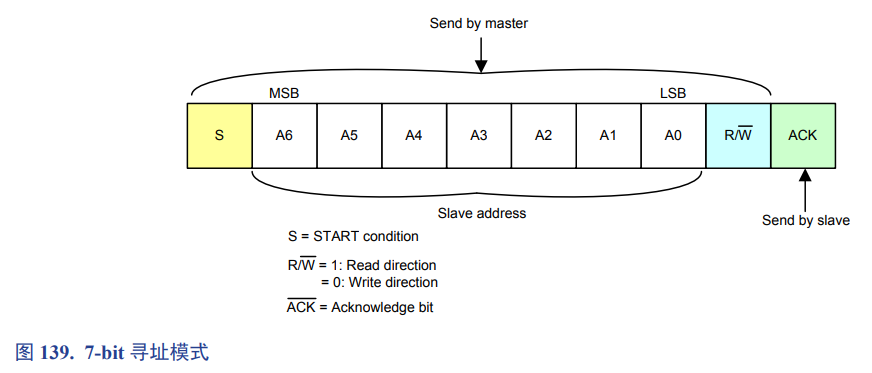 Send by master
MSB LSB
S A6 A5 A4 A3 A2 A1 A0 R/W̅ ACK
Slave address
Send by slave
S = START condition
R/W̅ = 1: Read direction
= 0: Write direction
A̅C̅K̅ = Acknowledge bit
图 139. 7-bit 寻址模式